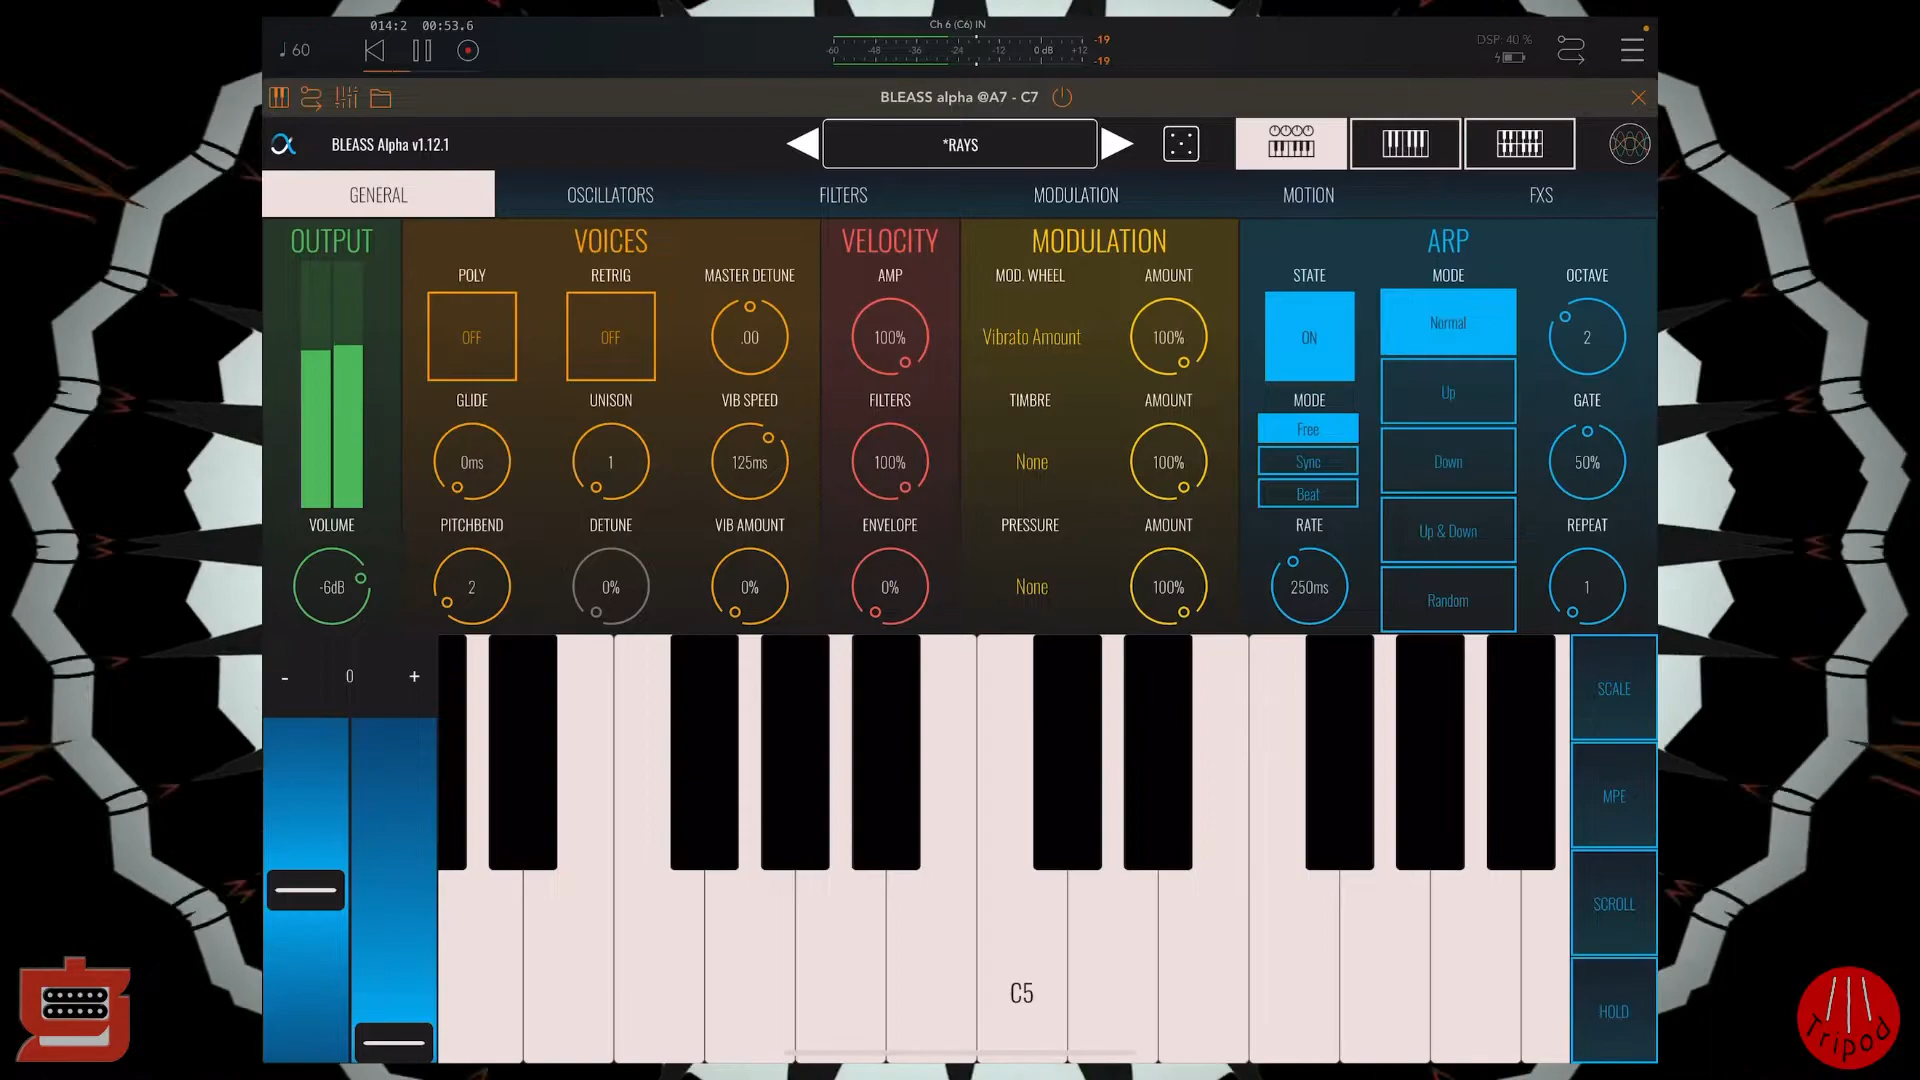 014:2 00:53.6
Ch 6 (C6) IN
60
-60 -48 -36 -24 -12 0 dB +12
-19
-19
DSP: 40 %
BLEASS alpha @A7 - C7
BLEASS Alpha v1.12.1
*RAYS
GENERAL OSCILLATORS FILTERS MODULATION MOTION FXS
OUTPUT VOICES VELOCITY MODULATION ARP
POLY RETRIG MASTER DETUNE AMP MOD. WHEEL AMOUNT STATE MODE OCTAVE
OFF OFF .00 100% Vibrato Amount 100% ON Normal 2
Up
GLIDE UNISON VIB SPEED FILTERS TIMBRE AMOUNT MODE GATE
Free
0ms 1 125ms 100% None 100% Sync Down 50%
Beat
VOLUME PITCHBEND DETUNE VIB AMOUNT ENVELOPE PRESSURE AMOUNT RATE Up & Down REPEAT
-6dB 2 0% 0% 0% None 100% 250ms Random 1
- 0 +
SCALE
MPE
SCROLL
C5
HOLD
Tripod